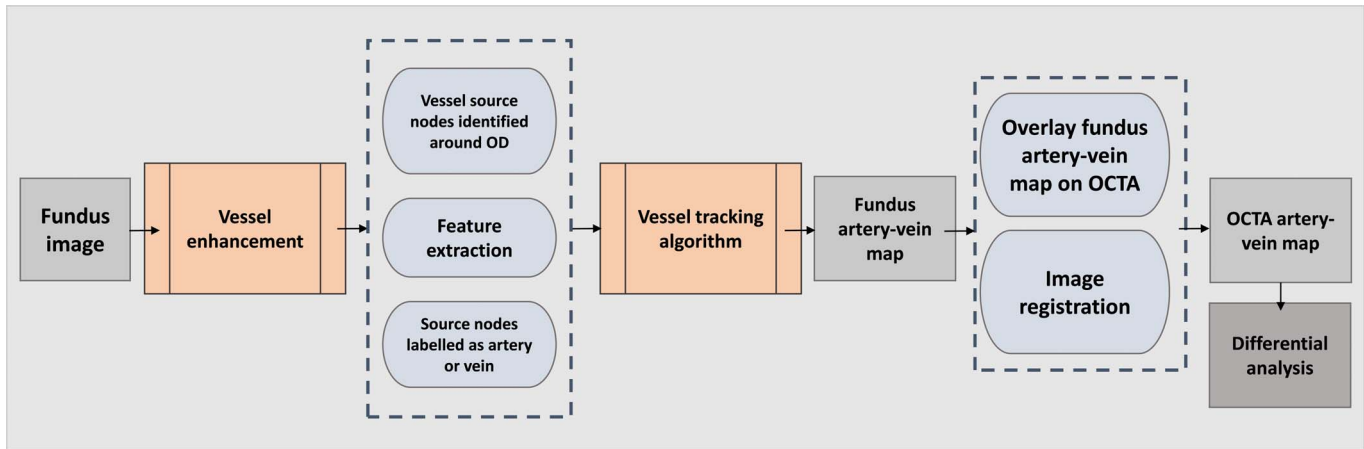 Fundus
image
Vessel
enhancement
Vessel source
nodes identified
around OD
Feature
extraction
Source nodes
labelled as artery
or vein
Vessel tracking
algorithm
Fundus
artery-vein
map
Overlay fundus
artery-vein
map on OCTA
Image
registration
OCTA artery-
vein map
Differential
analysis